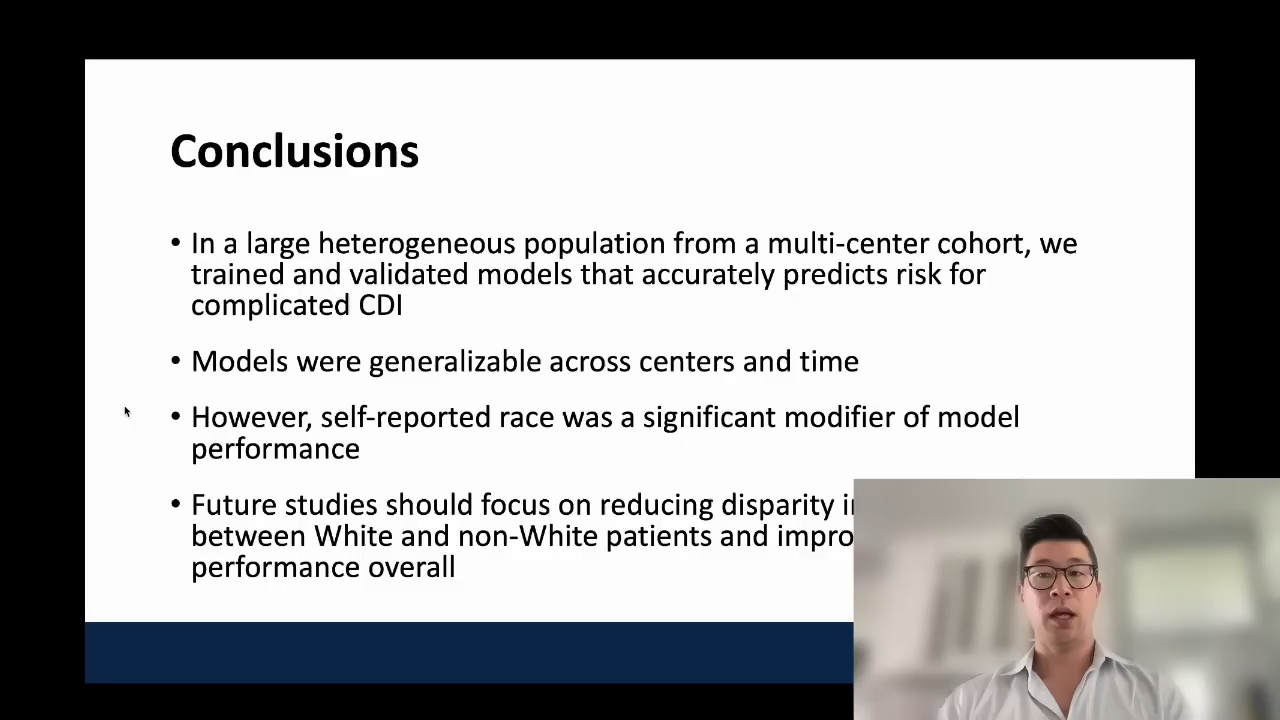 Conclusions
• In a large heterogeneous population from a multi-center cohort, we
trained and validated models that accurately predicts risk for
complicated CDI
• Models were generalizable across centers and time
• However, self-reported race was a significant modifier of model
performance
• Future studies should focus on reducing disparity
between White and non-White patients and
performance overall